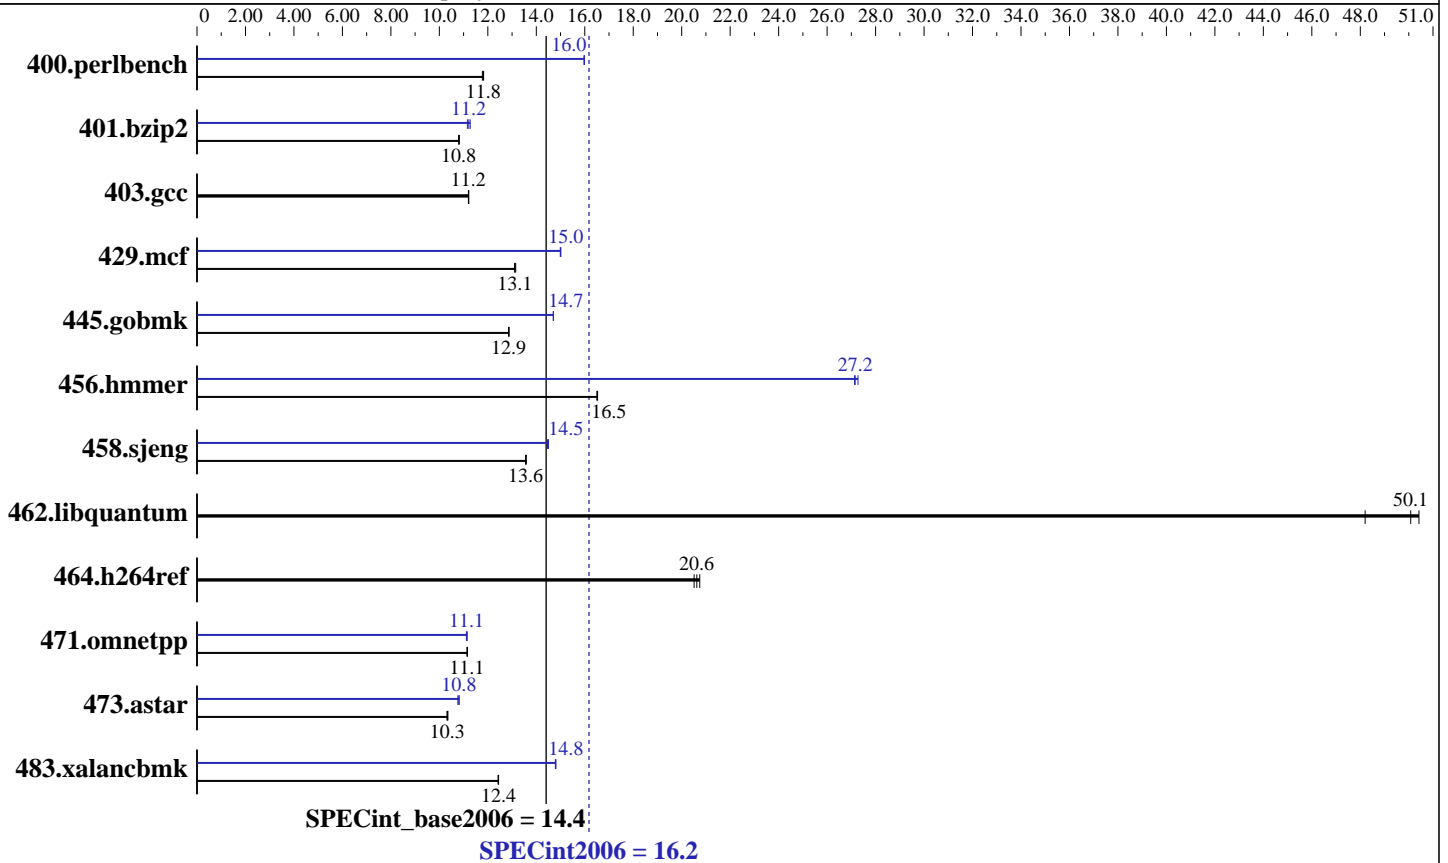 0 2.00 4.00 6.00 8.00 10.0 12.0 14.0 16.0 18.0 20.0 22.0 24.0 26.0 28.0 30.0 32.0 34.0 36.0 38.0 40.0 42.0 44.0 46.0 48.0 51.0
16.0
400.perlbench
11.8
11.2
401.bzip2
10.8
11.2
403.gcc
15.0
429.mcf
13.1
14.7
445.gobmk
12.9
27.2
456.hmmer
16.5
14.5
458.sjeng
13.6
50.1
462.libquantum
20.6
464.h264ref
11.1
471.omnetpp
11.1
10.8
473.astar
10.3
14.8
483.xalancbmk
12.4
SPECint_base2006 = 14.4
SPECint2006 = 16.2